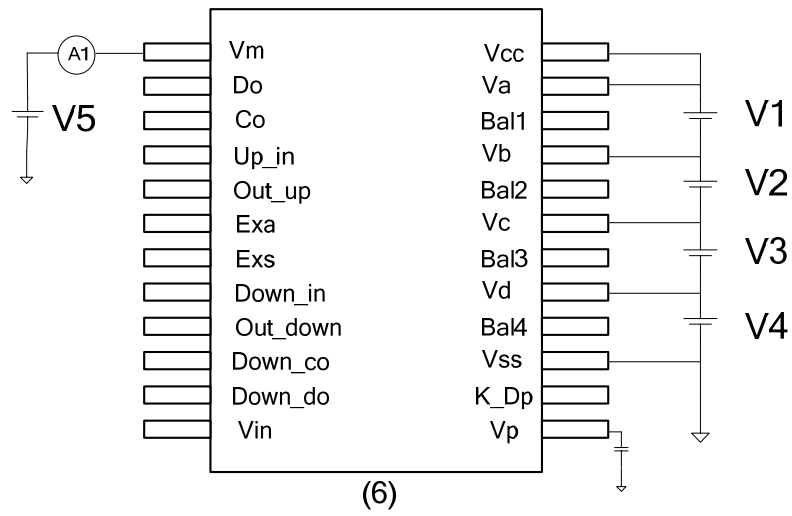 A1
V5
Vm
Do
Co
Up_in
Out_up
Exa
Exs
Down_in
Out_down
Down_co
Down_do
Vin
Vcc
Va
Bal1
Vb
Bal2
Vc
Bal3
Vd
Bal4
Vss
K_Dp
Vp
V1
V2
V3
V4
(6)